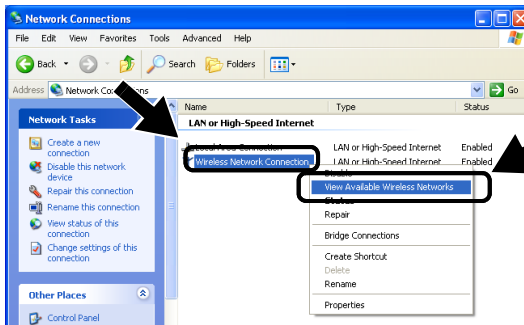 Network Connections
File Edit View Favorites Tools Advanced Help
Back Search Folders
Address Network Connections Go
Name Type Status
LAN or High-Speed Internet
Local Area Connection LAN or High-Speed Internet Enabled
Wireless Network Connection LAN or High-Speed Internet Enabled
Disable
View Available Wireless Networks
Status
Repair
Bridge Connections
Create Shortcut
Delete
Rename
Properties
Network Tasks
Create a new
connection
Disable this network
device
Repair this connection
Rename this connection
View status of this
connection
Change settings of this
connection
Other Places
Control Panel